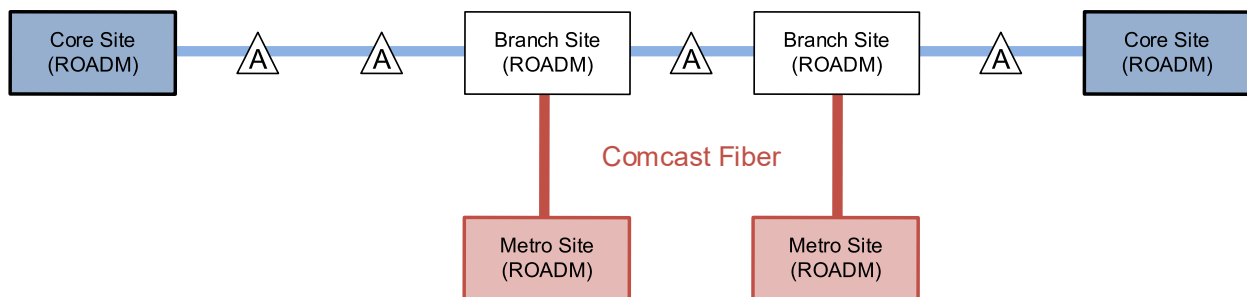 Core Site
(ROADM)
A
A
Branch Site
(ROADM)
A
Branch Site
(ROADM)
A
Core Site
(ROADM)
Comcast Fiber
Metro Site
(ROADM)
Metro Site
(ROADM)